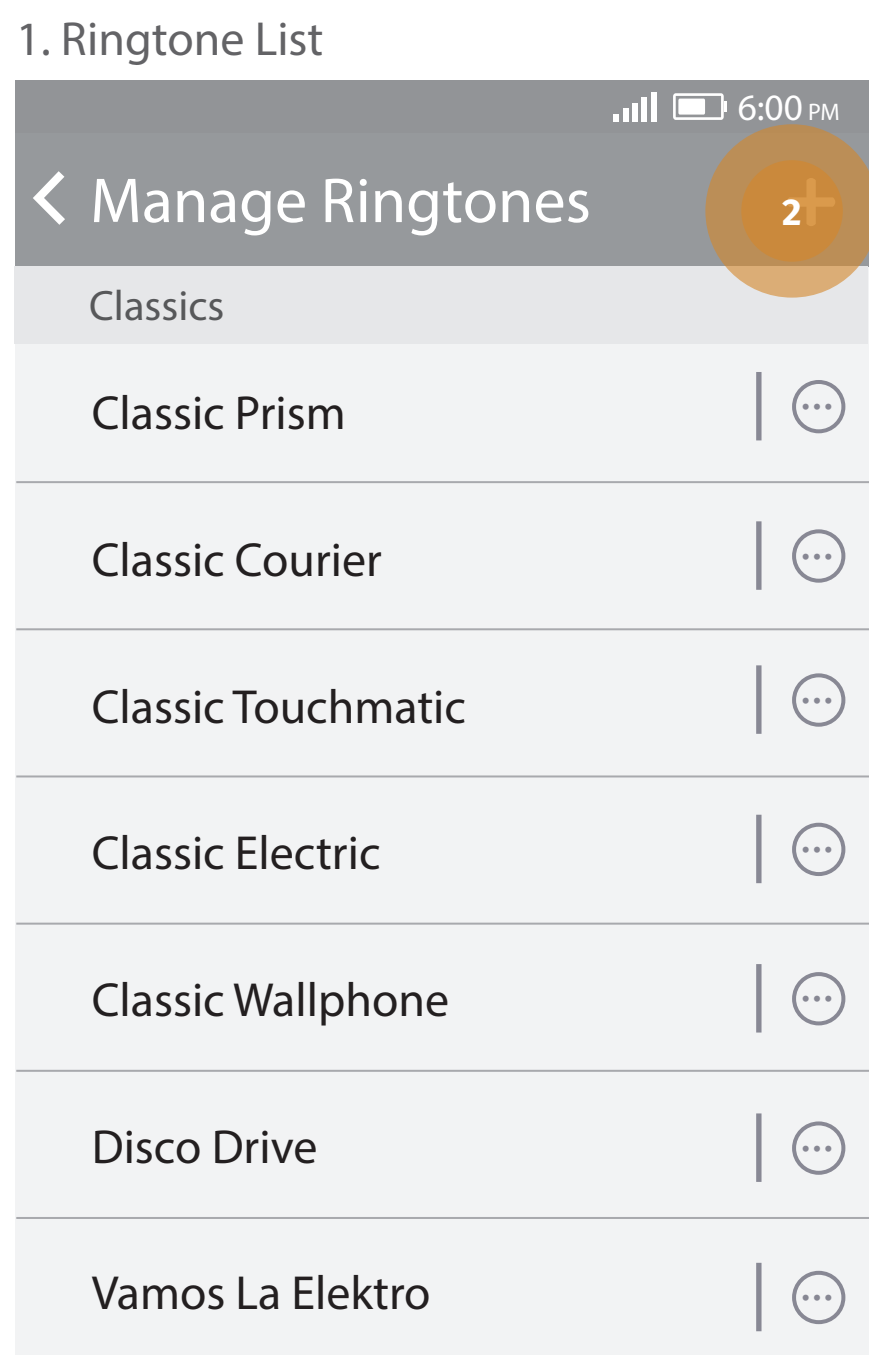 1. Ringtone List
6:00 PM
Manage Ringtones
2
Classics
Classic Prism
Classic Courier
Classic Touchmatic
Classic Electric
Classic Wallphone
Disco Drive
Vamos La Elektro